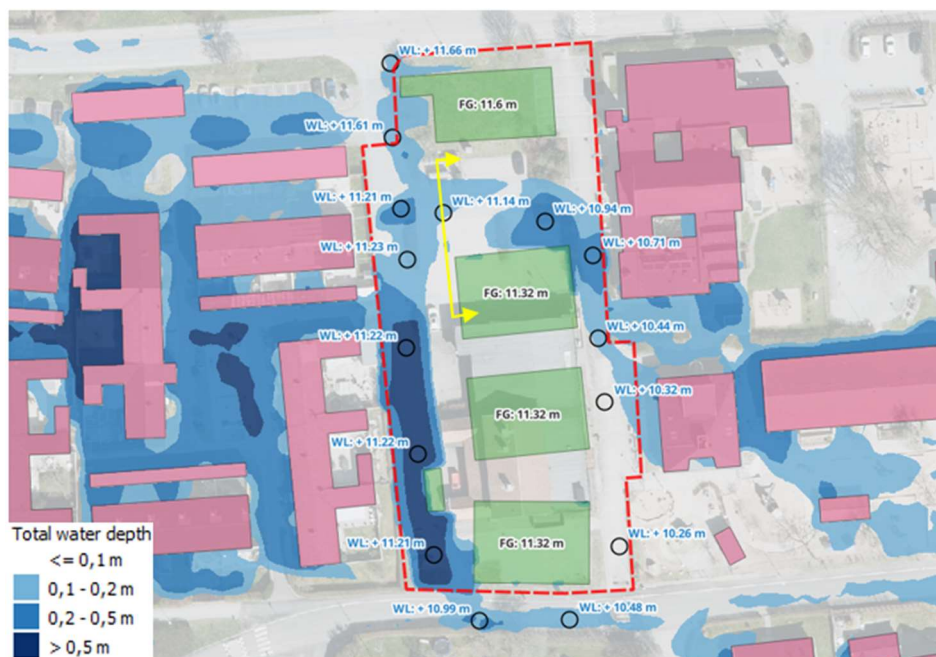 WL: + 11.66 m
FG: 11.6 m
WL: + 11.61 m
WL: + 11.21 m
WL: + 11.14 m
WL: + 10.94 m
WL: + 11.23 m
WL: + 10.71 m
FG: 11.32 m
WL: + 11.22 m
WL: + 10.44 m
WL: + 10.32 m
FG: 11.32 m
WL: + 11.22 m
WL: + 11.21 m
FG: 11.32 m
WL: + 10.26 m
WL: + 10.99 m
WL: + 10.48 m
Total water depth
<= 0,1 m
0,1 - 0,2 m
0,2 - 0,5 m
> 0,5 m